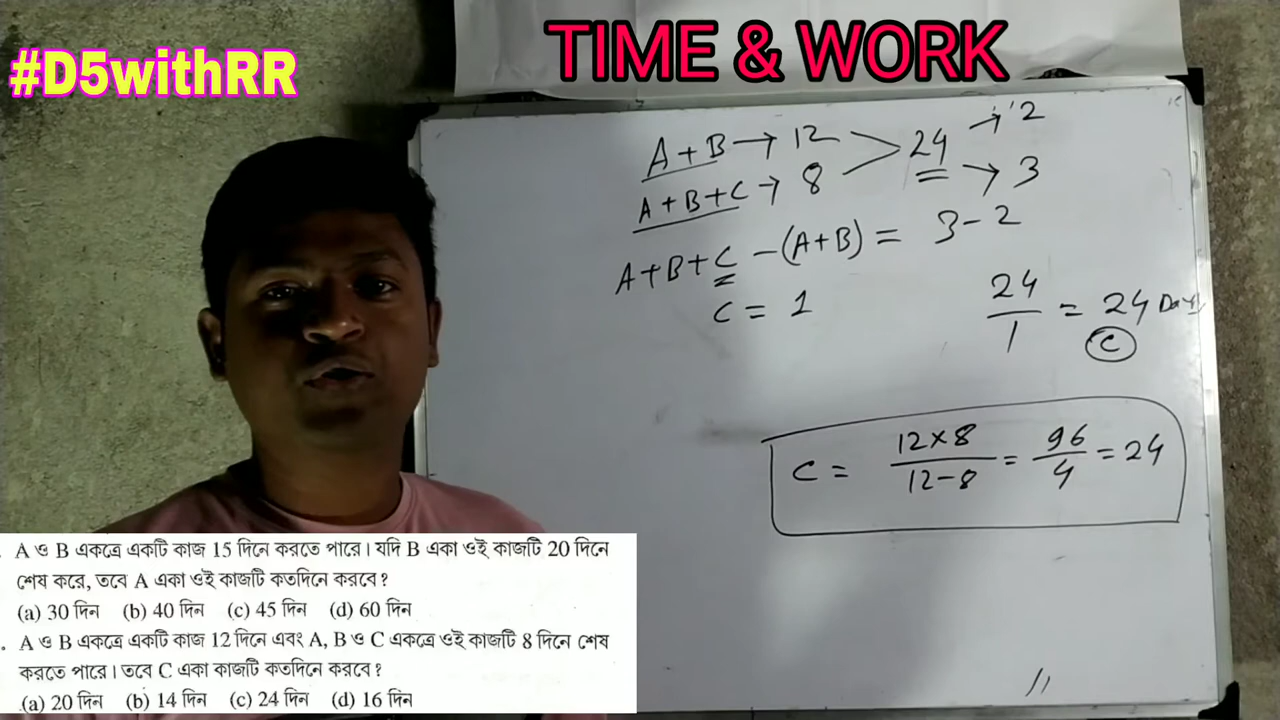 #D5withRR
TIME & WORK
A+B → 12 > 24 → 2
A+B+C → 8 → 3
A+B+C-(A+B) = 3-2
C = 1
24/1 = 24 Days
C
C = 12×8/12-8 = 96/4 = 24
. A ও B একত্রে একটি কাজ 15 দিনে করতে পারে। যদি B একা ওই কাজটি 20 দিনে
শেষ করে, তবে A একা ওই কাজটি কতদিনে করবে?
(a) 30 দিন (b) 40 দিন (c) 45 দিন (d) 60 দিন
. A ও B একত্রে একটি কাজ 12 দিনে এবং A, B ও C একত্রে ওই কাজটি 8 দিনে শেষ
করতে পারে। তবে C একা কাজটি কতদিনে করবে?
(a) 20 দিন (b) 14 দিন (c) 24 দিন (d) 16 দিন